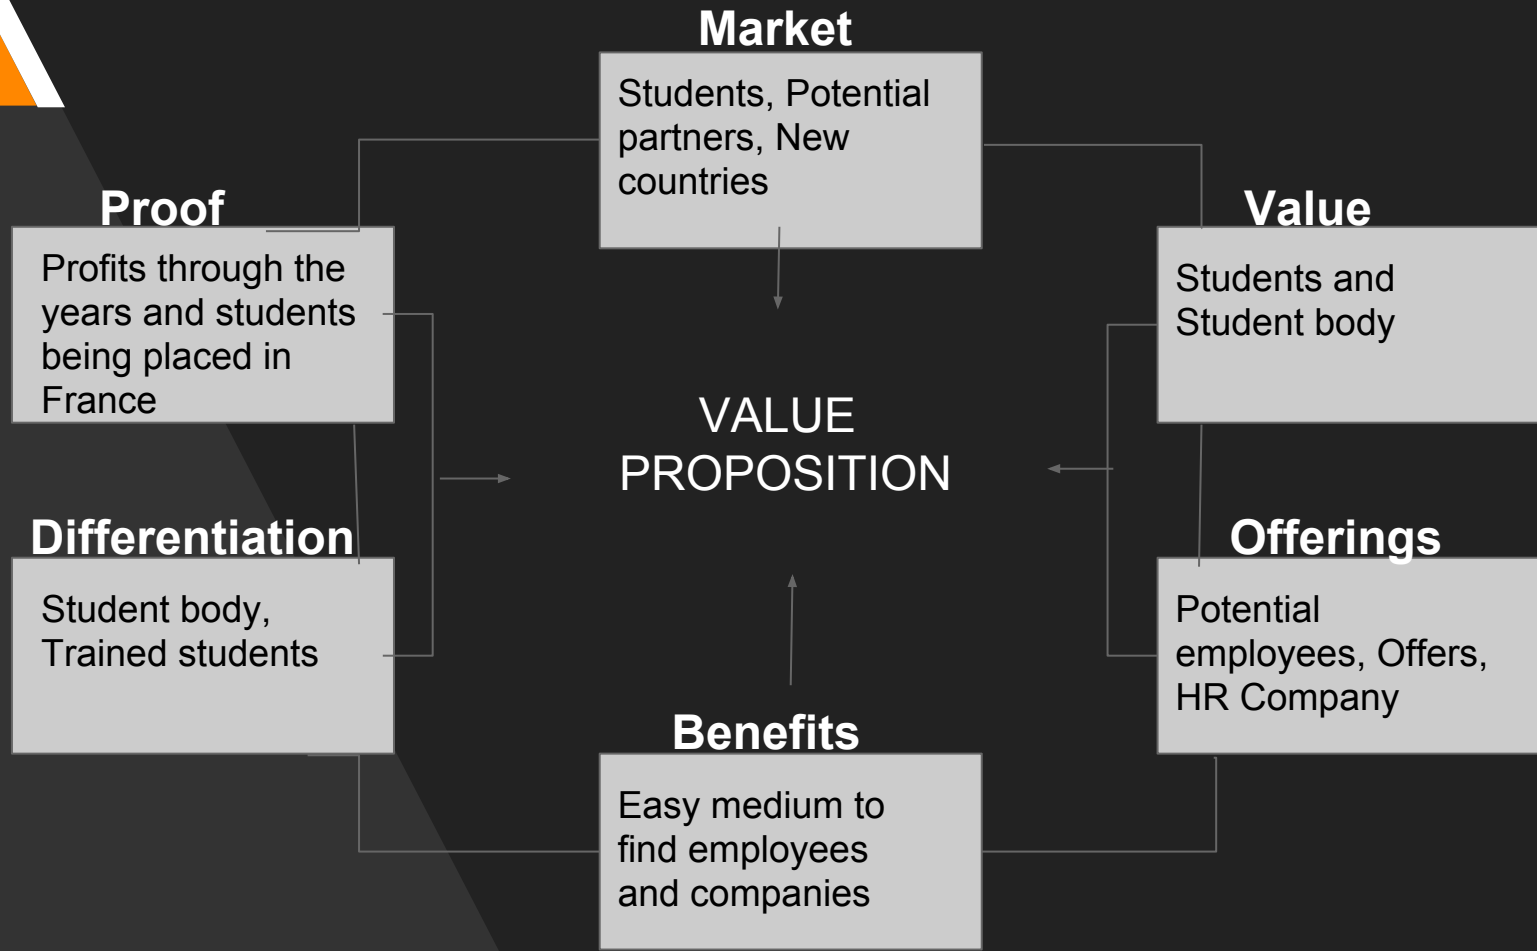 Market
Students, Potential
partners, New
countries
Proof
Profits through the
years and students
being placed in
France
Value
Students and
Student body
VALUE
PROPOSITION
Differentiation
Student body,
Trained students
Offerings
Potential
employees, Offers,
HR Company
Benefits
Easy medium to
find employees
and companies